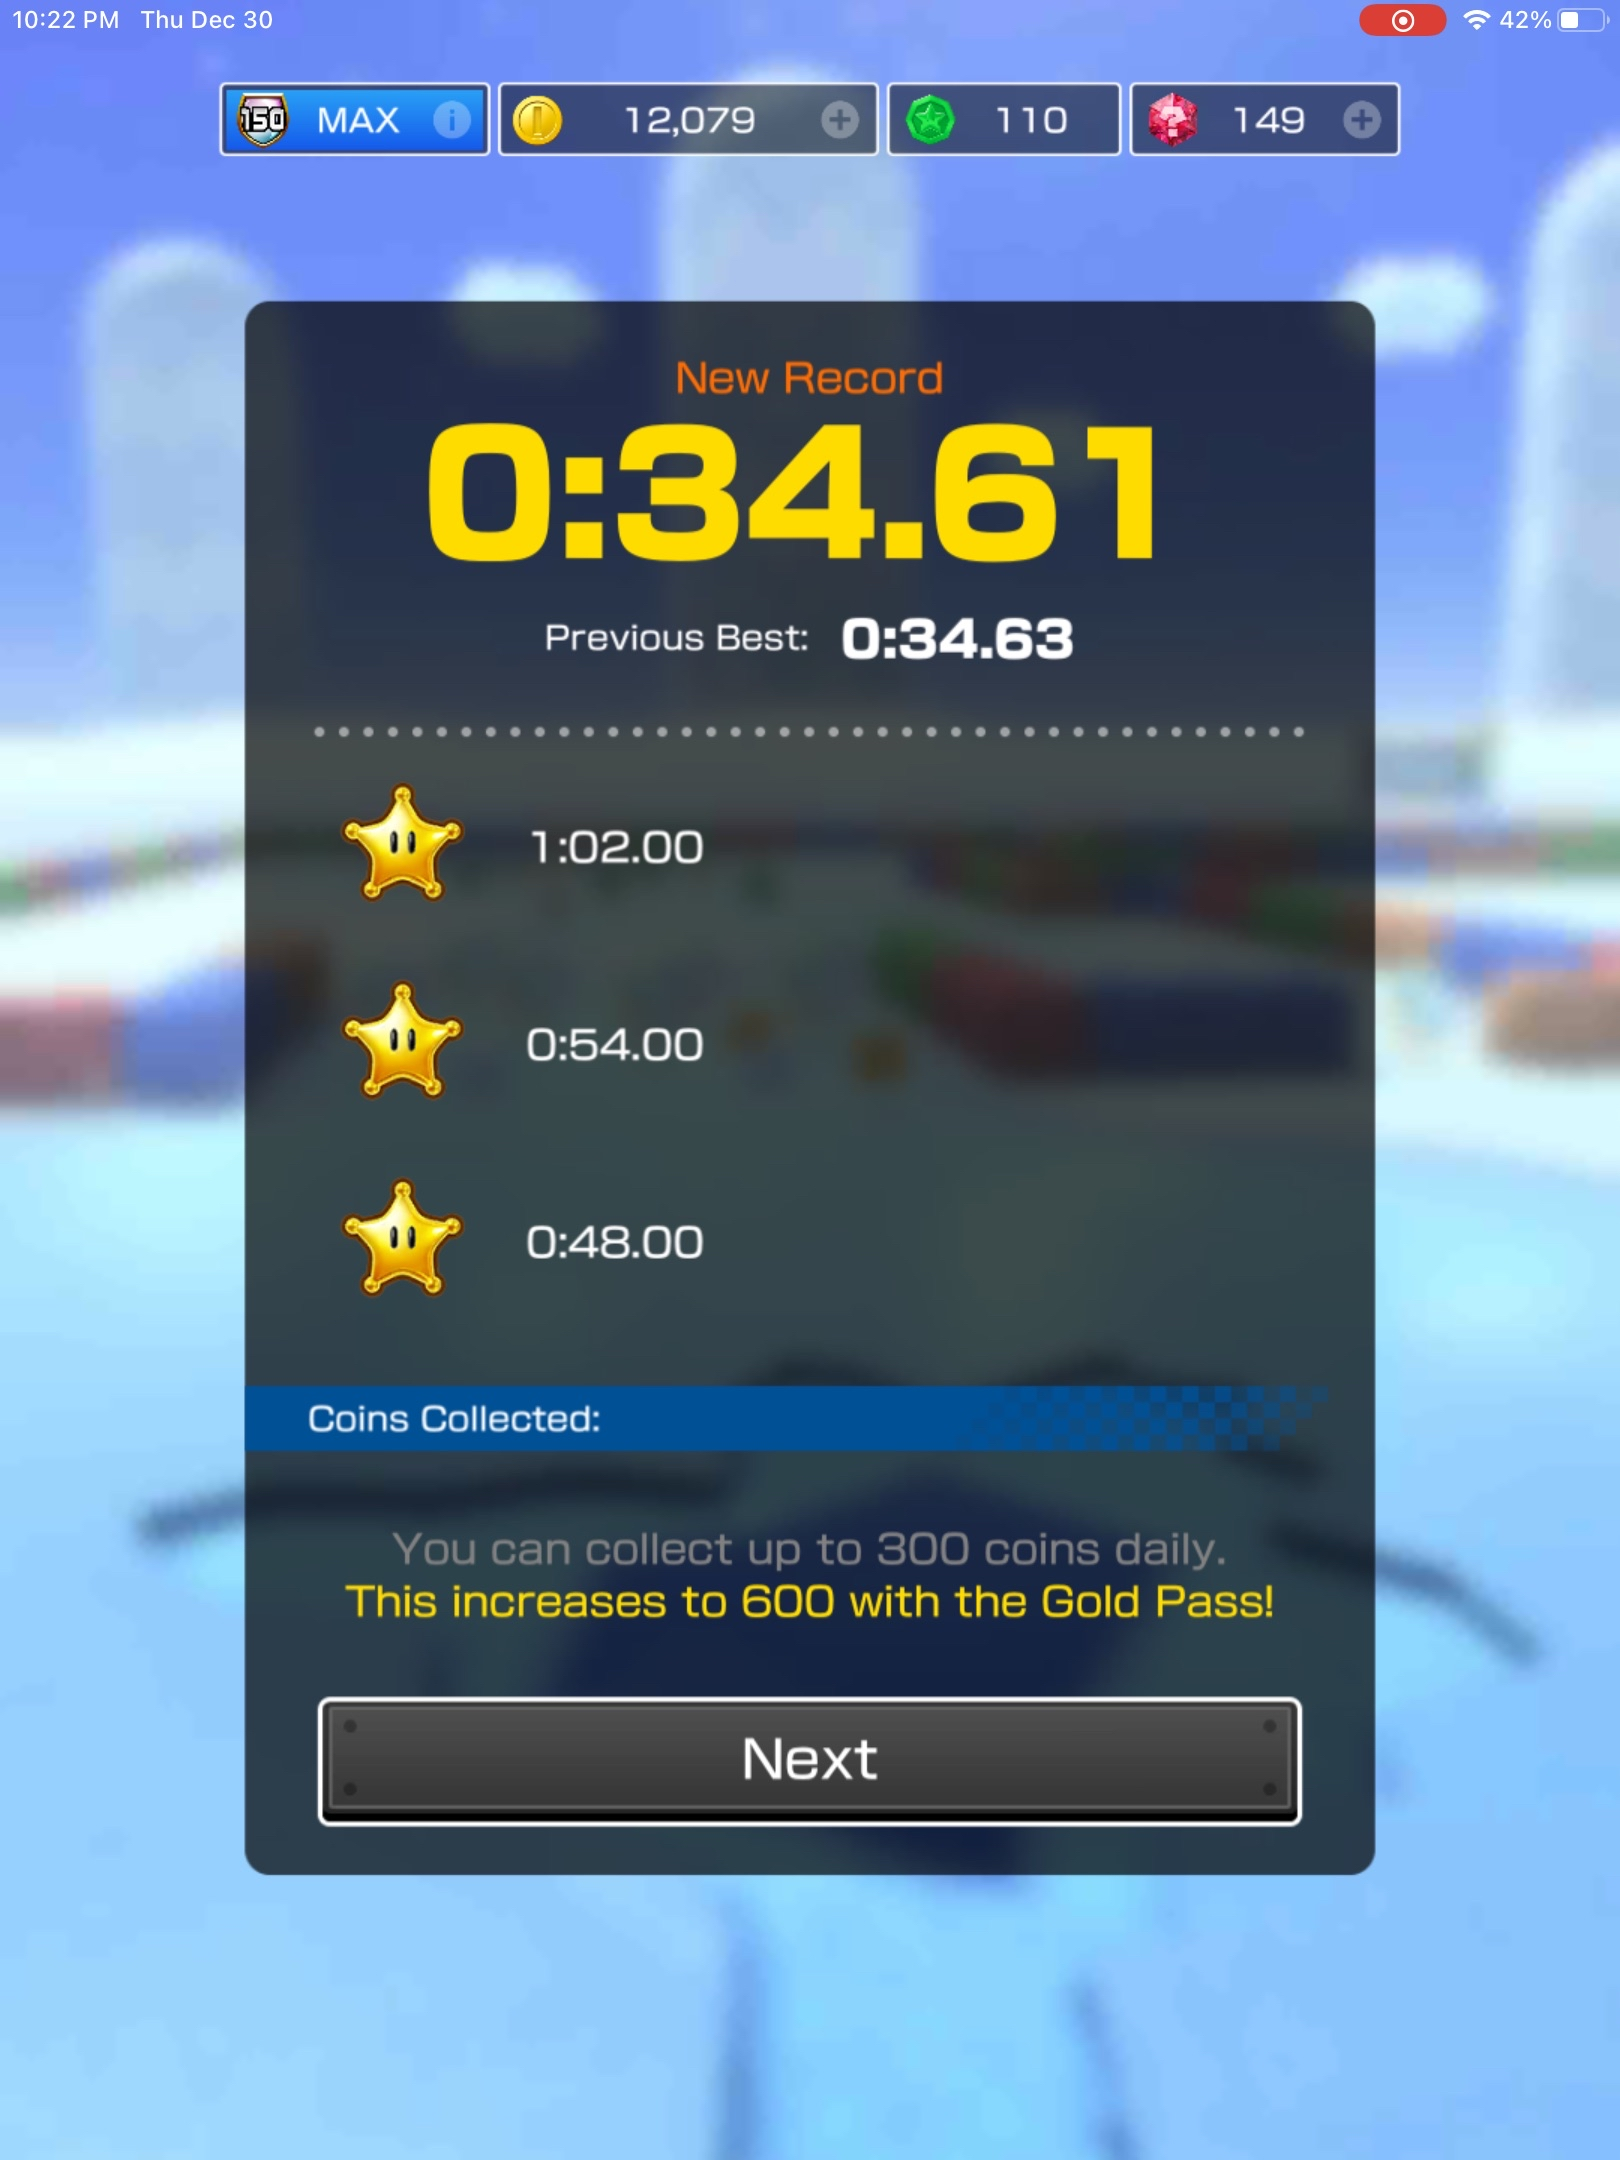 10:22 PM Thu Dec 30 42%
150 MAX i 12,079 + 110 ? 149 +
New Record
0:34.61
Previous Best: 0:34.63
1:02.00
0:54.00
0:48.00
Coins Collected:
You can collect up to 300 coins daily.
This increases to 600 with the Gold Pass!
Next